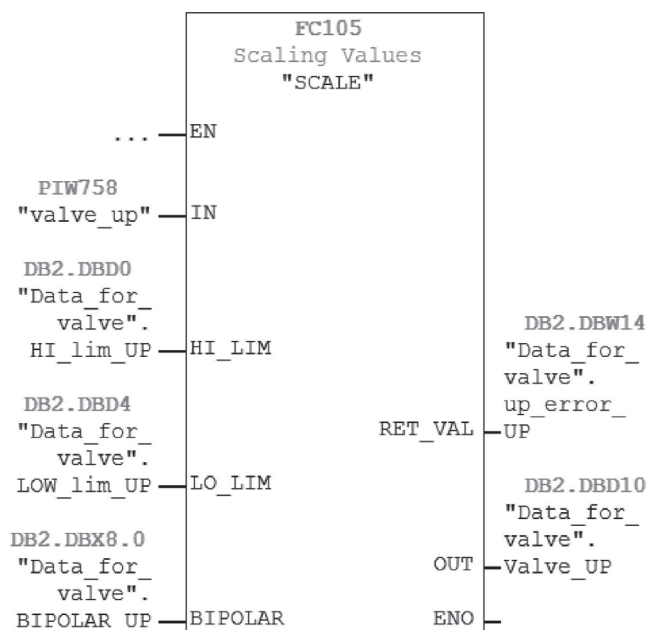 FC105
Scaling Values
"SCALE"
... EN
PIW758
"valve_up" IN
DB2.DBD0
"Data_for_
valve".
HI_lim_UP HI_LIM
DB2.DBW14
"Data_for_
valve".
up_error_
RET_VAL UP
DB2.DBD4
"Data_for_
valve".
LOW_lim_UP LO_LIM
DB2.DBD10
"Data_for_
valve".
OUT Valve_UP
DB2.DBX8.0
"Data_for_
valve".
BIPOLAR_UP BIPOLAR ENO